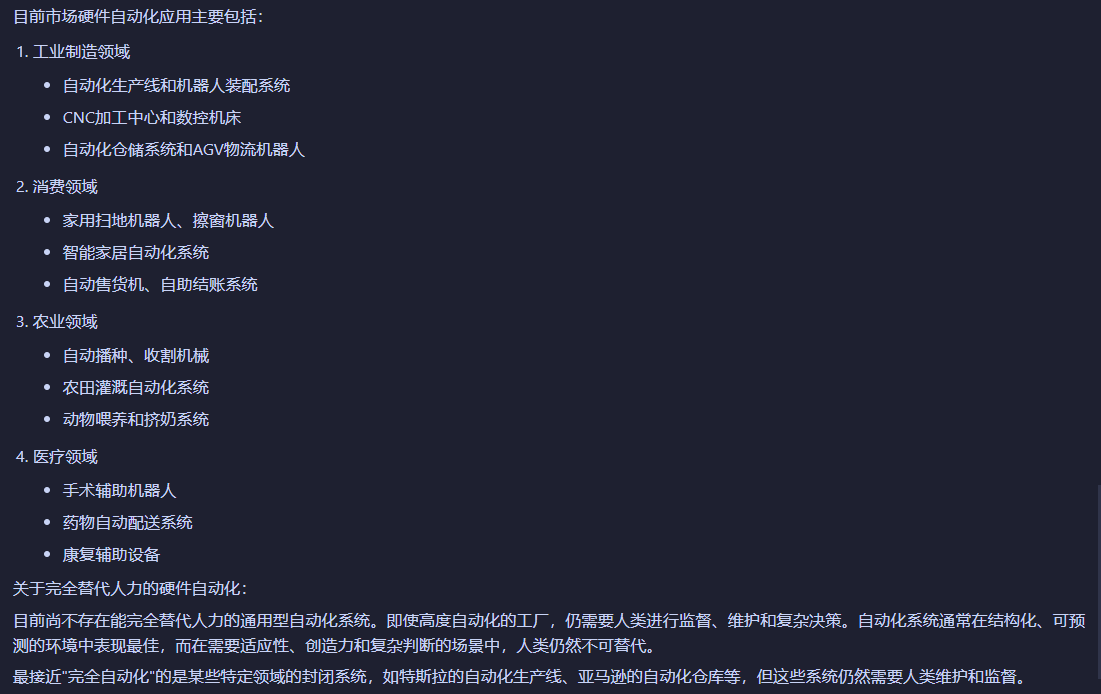 目前市场硬件自动化应用主要包括：
1. 工业制造领域
• 自动化生产线和机器人装配系统
• CNC加工中心和数控机床
• 自动化仓储系统和AGV物流机器人
2. 消费领域
• 家用扫地机器人、擦窗机器人
• 智能家居自动化系统
• 自动售货机、自助结账系统
3. 农业领域
• 自动播种、收割机械
• 农田灌溉自动化系统
• 动物喂养和挤奶系统
4. 医疗领域
• 手术辅助机器人
• 药物自动配送系统
• 康复辅助设备
关于完全替代人力的硬件自动化：
目前尚不存在能完全替代人力的通用型自动化系统。即使高度自动化的工厂，仍需要人类进行监督、维护和复杂决策。自动化系统通常在结构化、可预
测的环境中表现最佳，而在需要适应性、创造力和复杂判断的场景中，人类仍然不可替代。
最接近"完全自动化"的是某些特定领域的封闭系统，如特斯拉的自动化生产线、亚马逊的自动化仓库等，但这些系统仍然需要人类维护和监督。